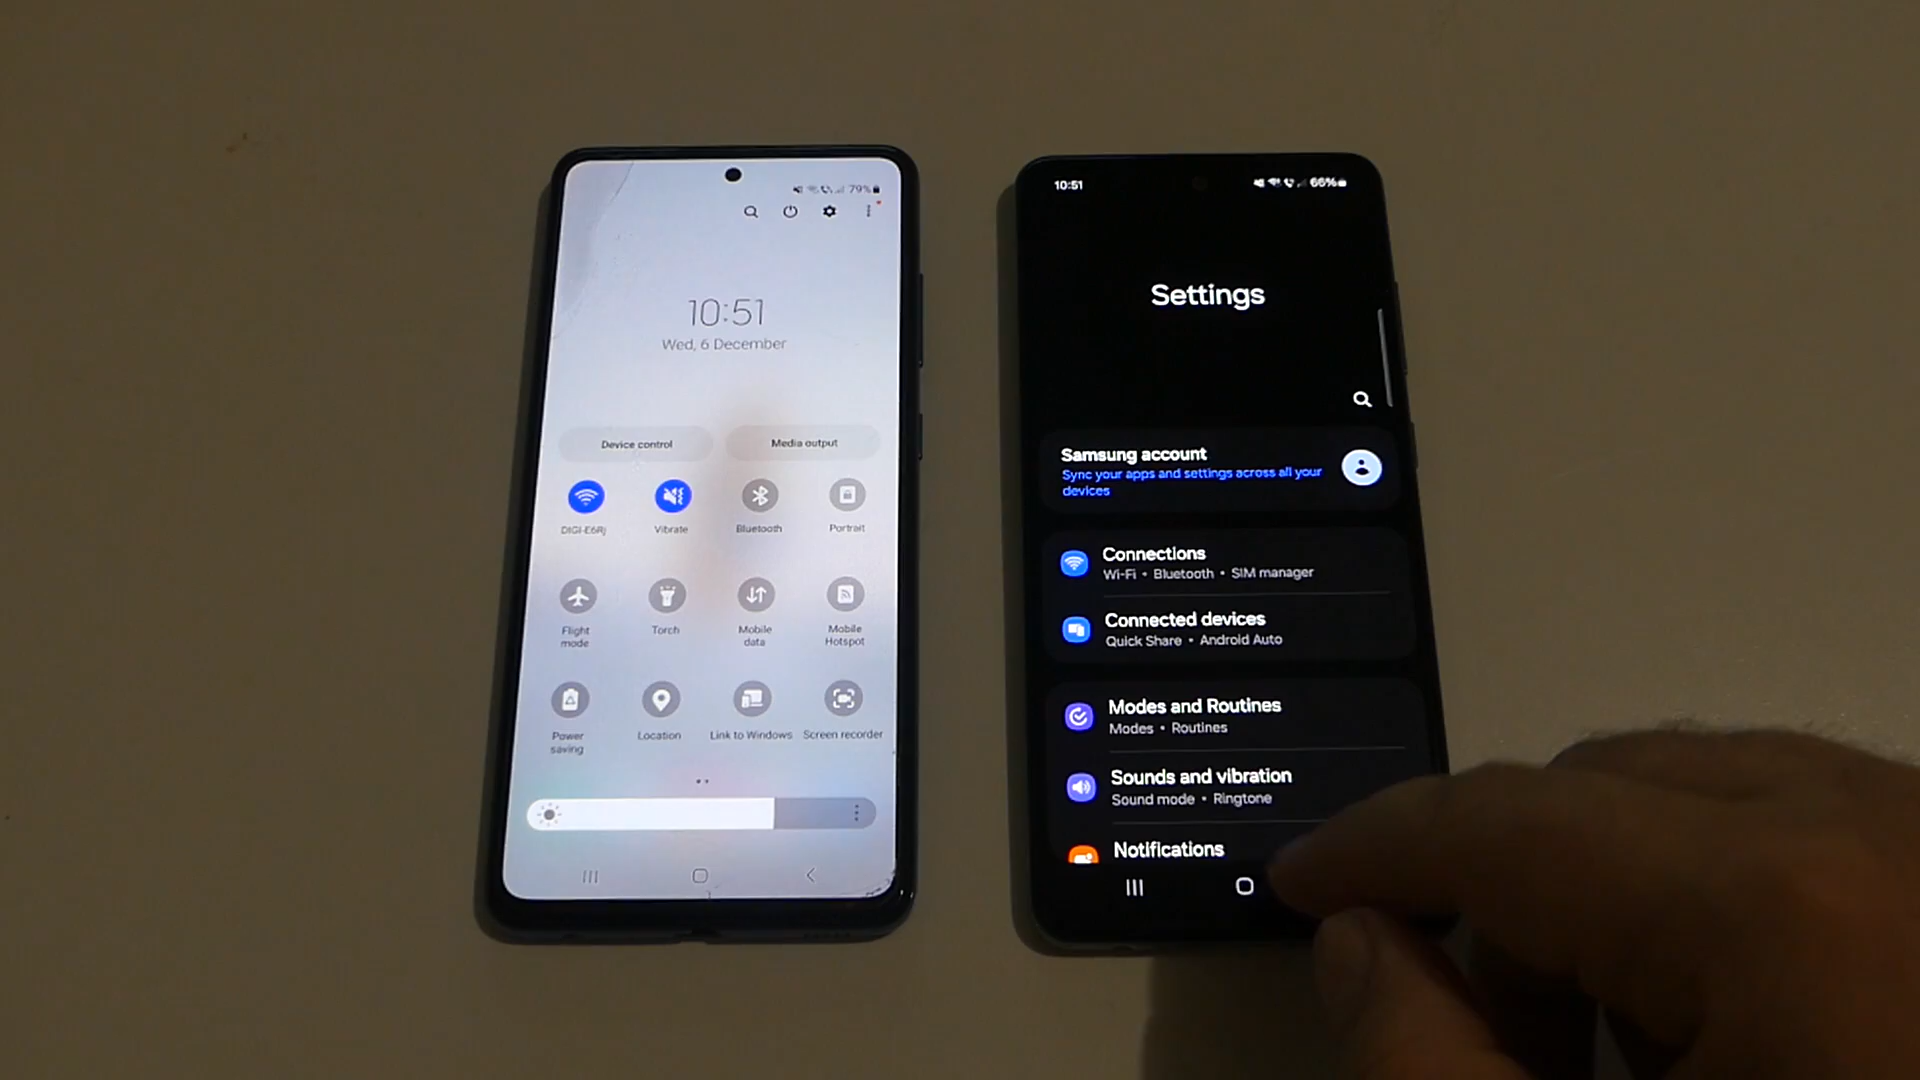 79%
10:51
Wed, 6 December
Device control
Media output
DIGI-E6Rj
Vibrate
Bluetooth
Portrait
Flight
mode
Torch
Mobile
data
Mobile
Hotspot
Power
saving
Location
Link to Windows
Screen recorder
10:51
66%
Settings
Samsung account
Sync your apps and settings across all your
devices
Connections
Wi-Fi • Bluetooth • SIM manager
Connected devices
Quick Share • Android Auto
Modes and Routines
Modes • Routines
Sounds and vibration
Sound mode • Ringtone
Notifications